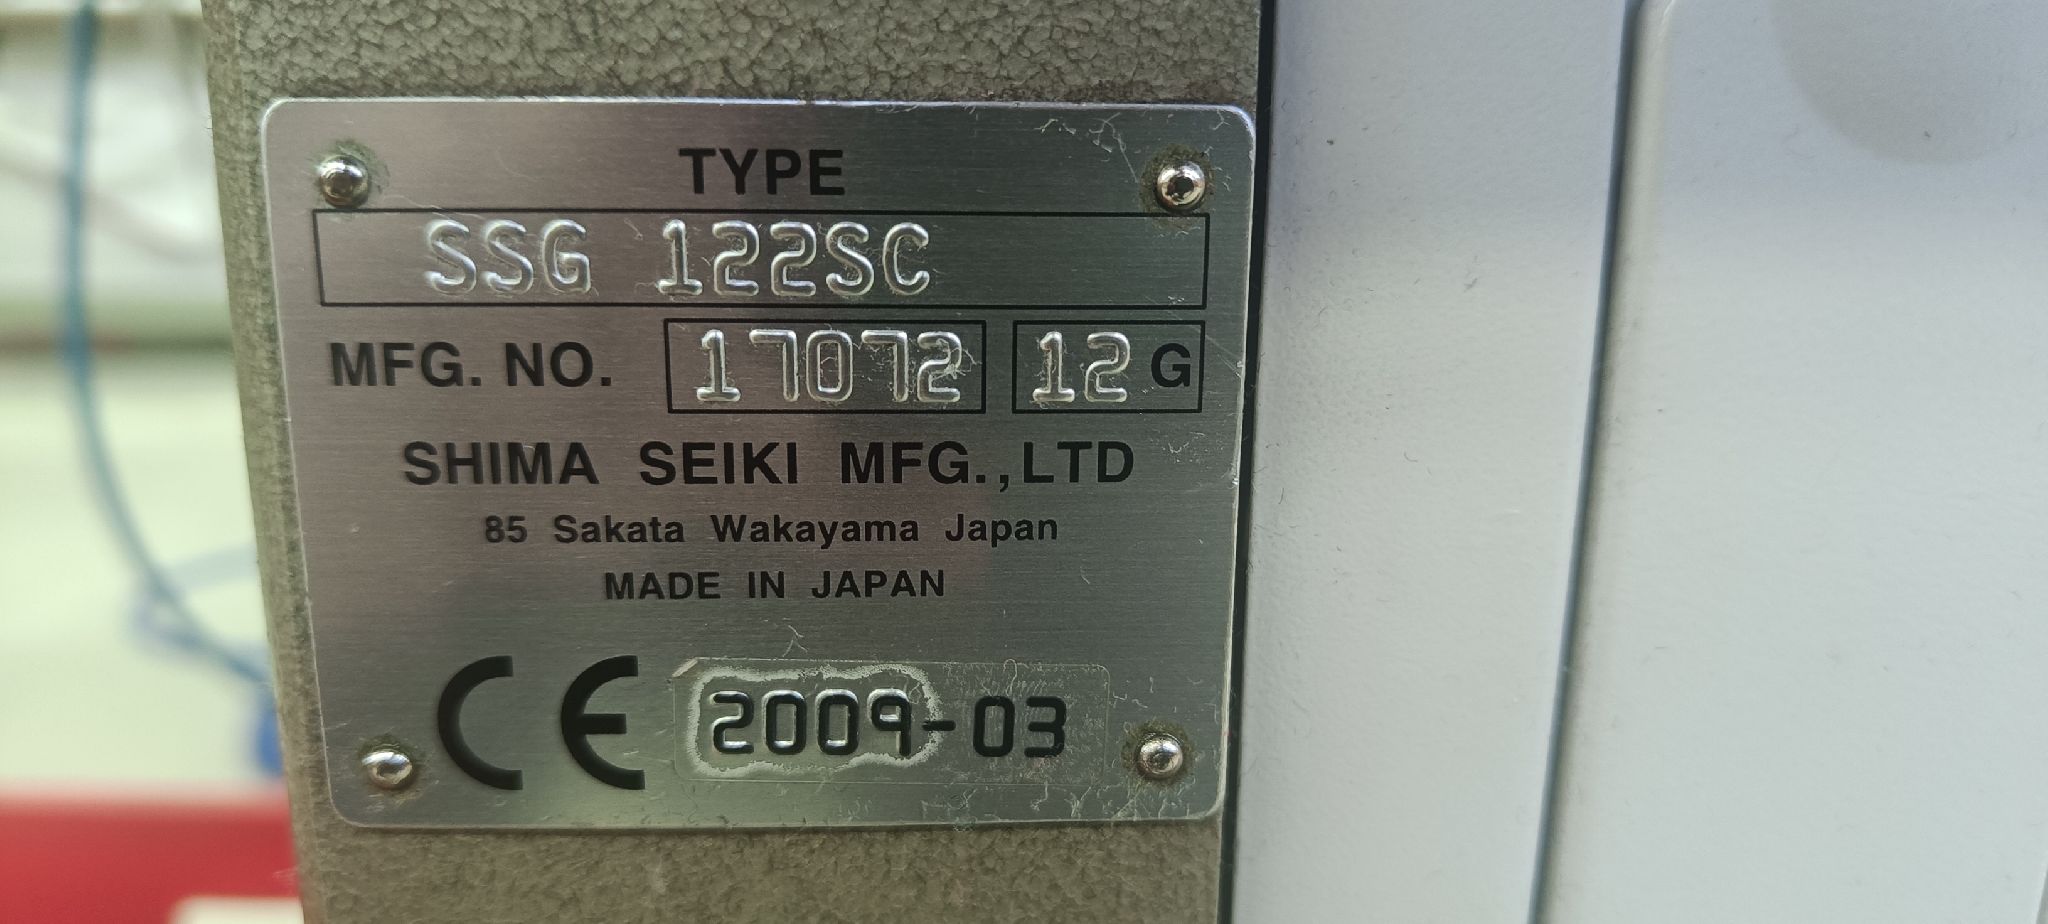 TYPE
SSG 122SC
MFG. NO. 17072 12 G
SHIMA SEIKI MFG.,LTD
85 Sakata Wakayama Japan
MADE IN JAPAN
CE 2009-03